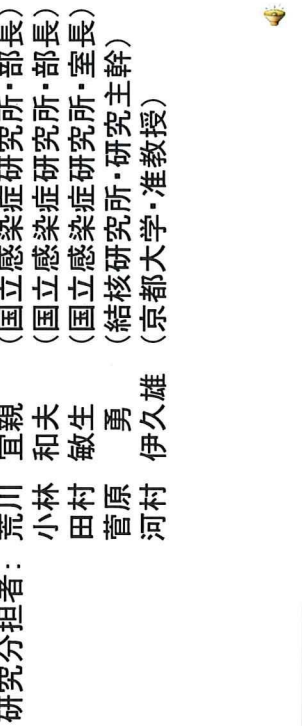 研究分担者: 荒川 宜親 (国立感染症研究所・部長)
小林 和夫 (国立感染症研究所・部長)
田村 敏生 (国立感染症研究所・室長)
菅原 勇 (結核研究所・研究主幹)
河村 伊久雄 (京都大学・准教授)